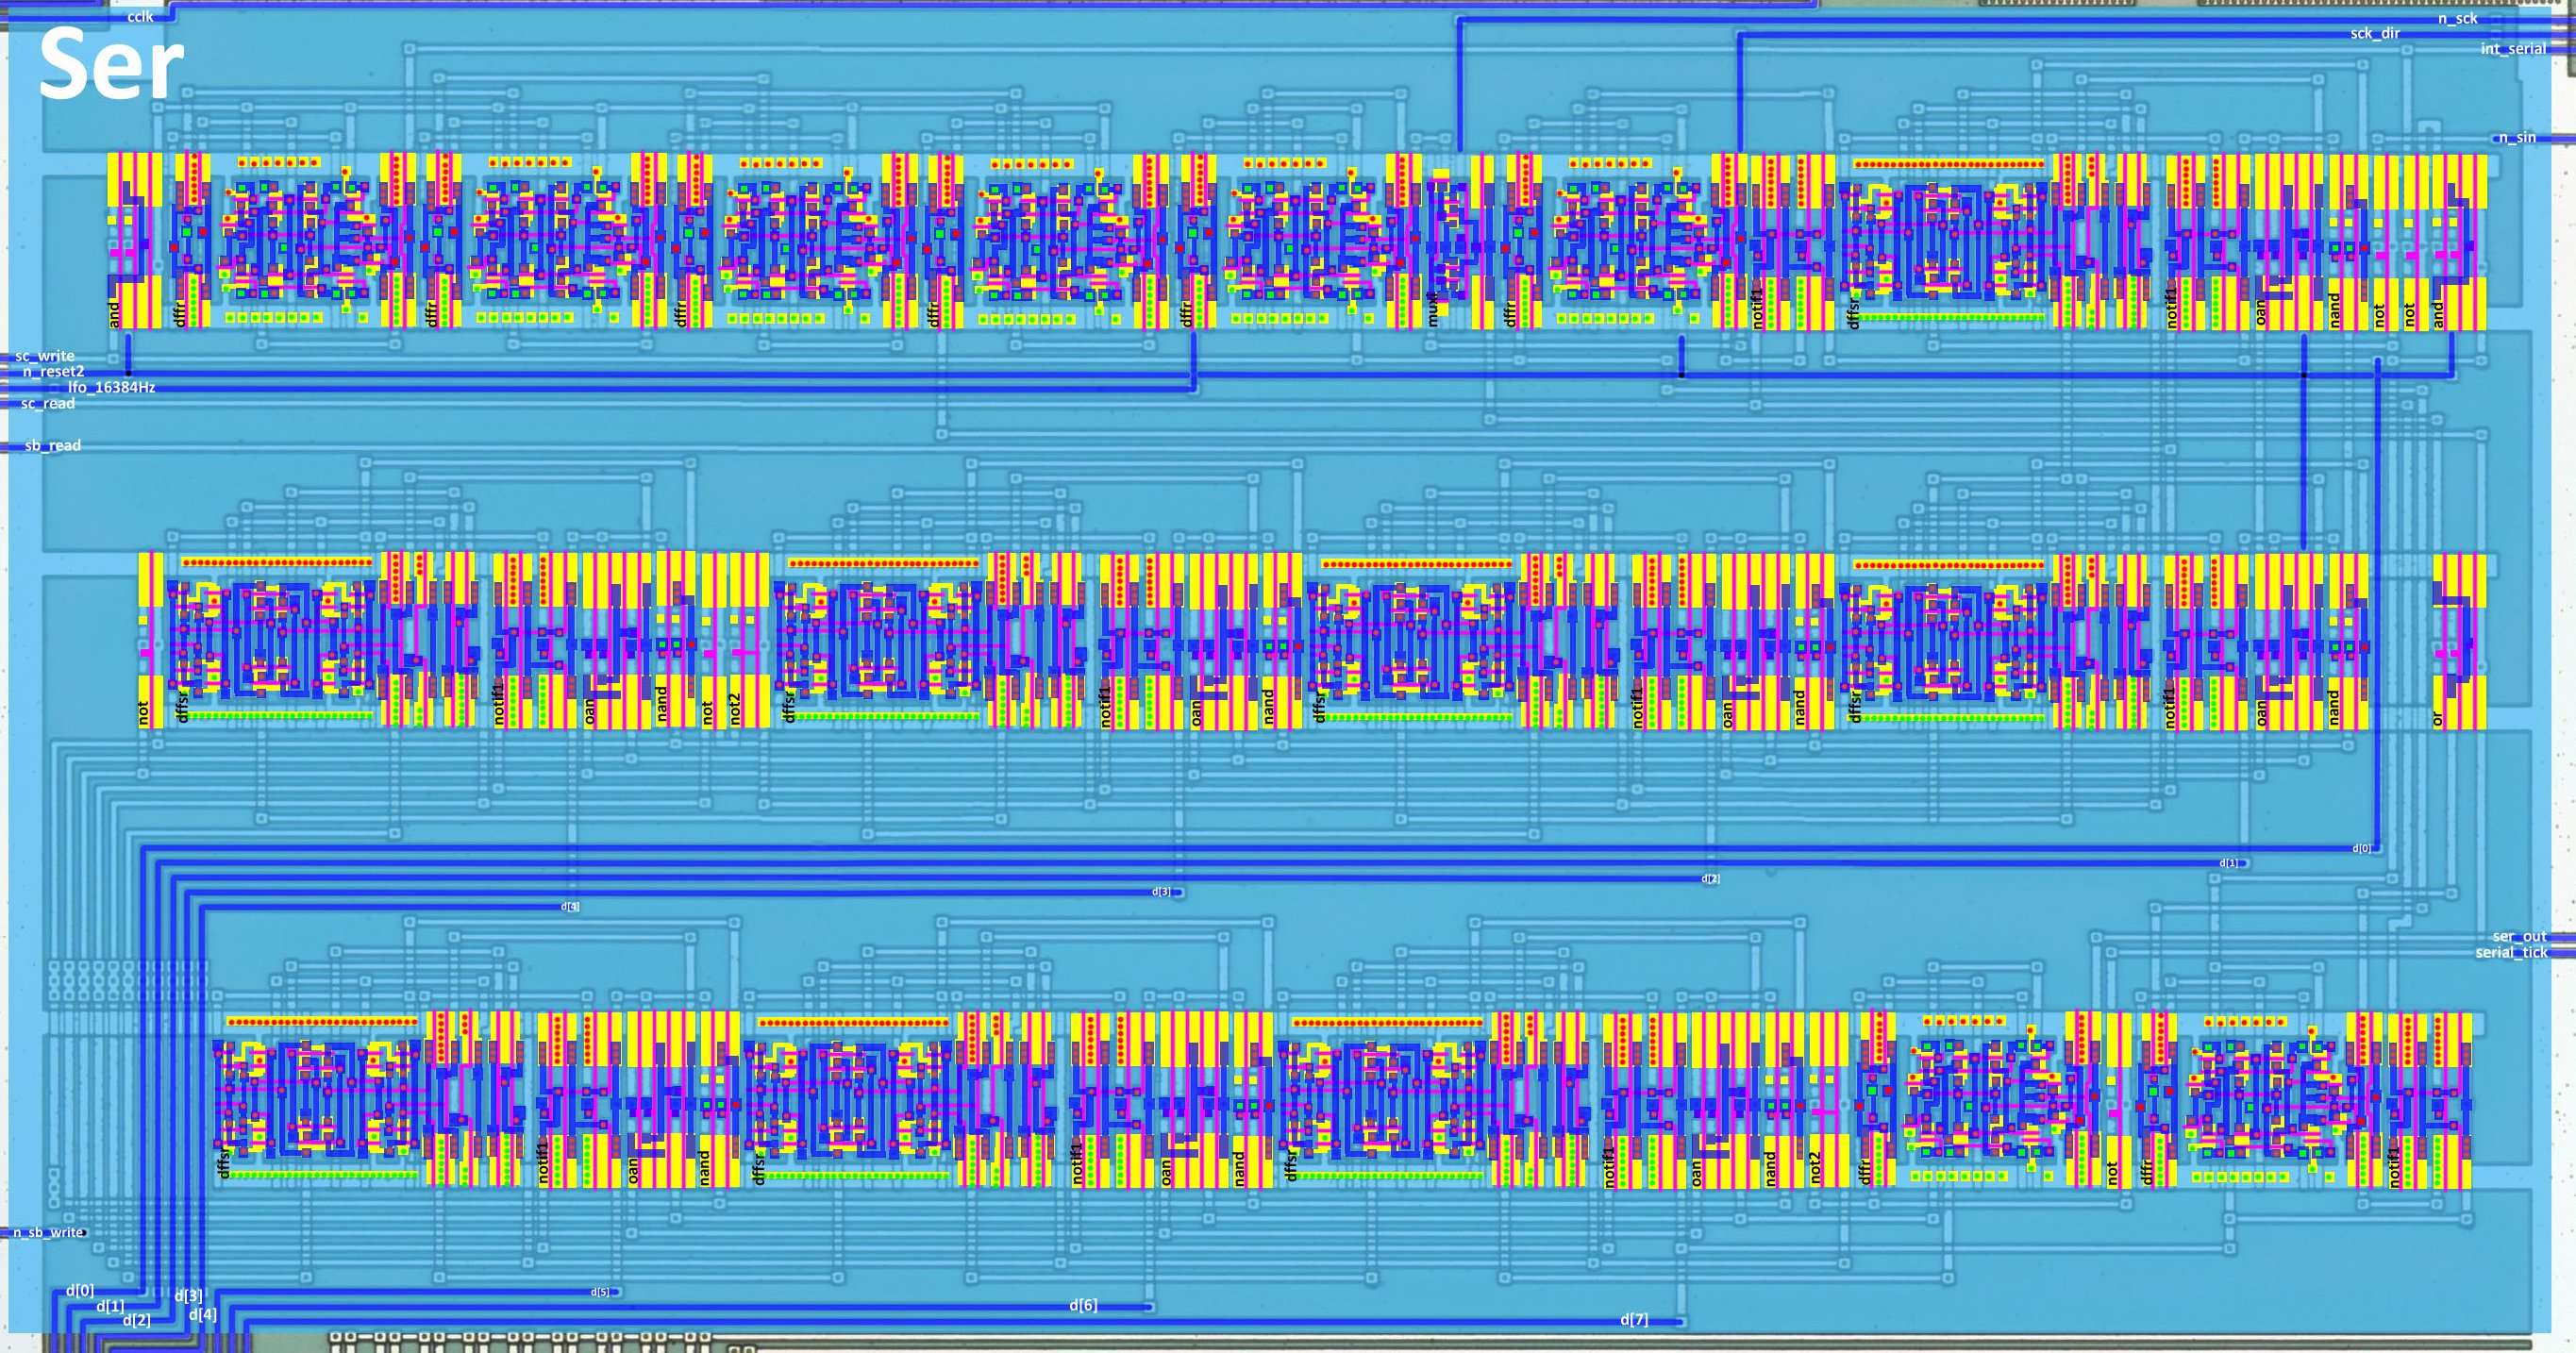 cclk
n_sck
Ser
sck_dir
int_serial
n_sin
and dffr dffr dffr dffr dffr muxi dffr notif1 dffsr notif1 oan nand not not and
sc_write
n_reset2
lfo_16384Hz
sc_read
sb_read
not dffsr notif1 oan nand not not2 dffsr notif1 oan nand dffsr notif1 oan nand dffsr notif1 oan nand or
d[0]
d[1]
d[2]
d[3]
d[4]
ser_out
serial_tick
dffsr notif1 oan nand dffsr notif1 oan nand dffsr notif1 oan nand not2 dffr not dffr notif1
n_sb_write
d[0] d[3] d[5]
d[1] d[4] d[6]
d[2] d[7]